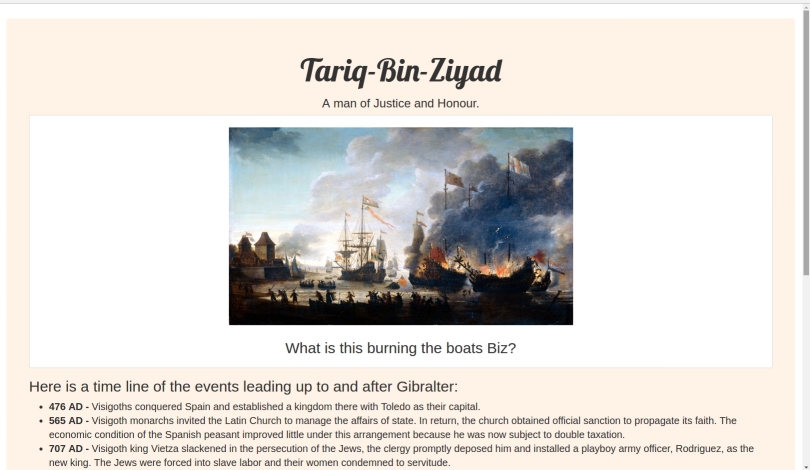 Tariq-Bin-Ziyad
A man of Justice and Honour.
What is this burning the boats Biz?
Here is a time line of the events leading up to and after Gibralter:
• 476 AD - Visigoths conquered Spain and established a kingdom there with Toledo as their capital.
• 565 AD - Visigoth monarchs invited the Latin Church to manage the affairs of state. In return, the church obtained official sanction to propagate its faith. The
economic condition of the Spanish peasant improved little under this arrangement because he was now subject to double taxation.
• 707 AD - Visigoth king Vietza slackened in the persecution of the Jews, the clergy promptly deposed him and installed a playboy army officer, Rodriguez, as the
new king. The Jews were forced into slave labor and their women condemned to servitude.